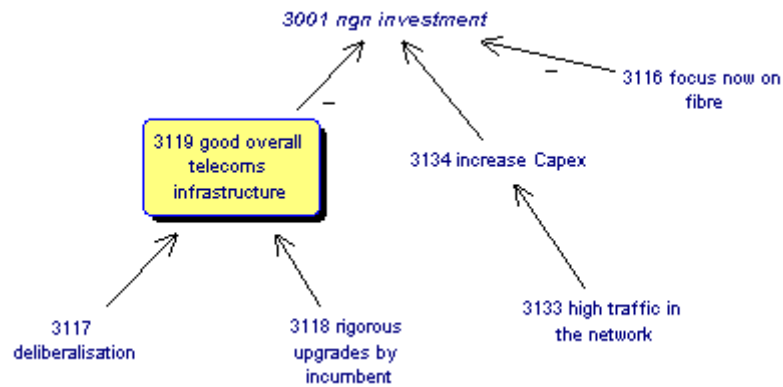 3001 ngn investment
3116 focus now on
fibre
3119 good overall
telecoms
infrastructure
3134 increase Capex
3117
deliberalisation
3118 rigorous
upgrades by
incumbent
3133 high traffic in
the network